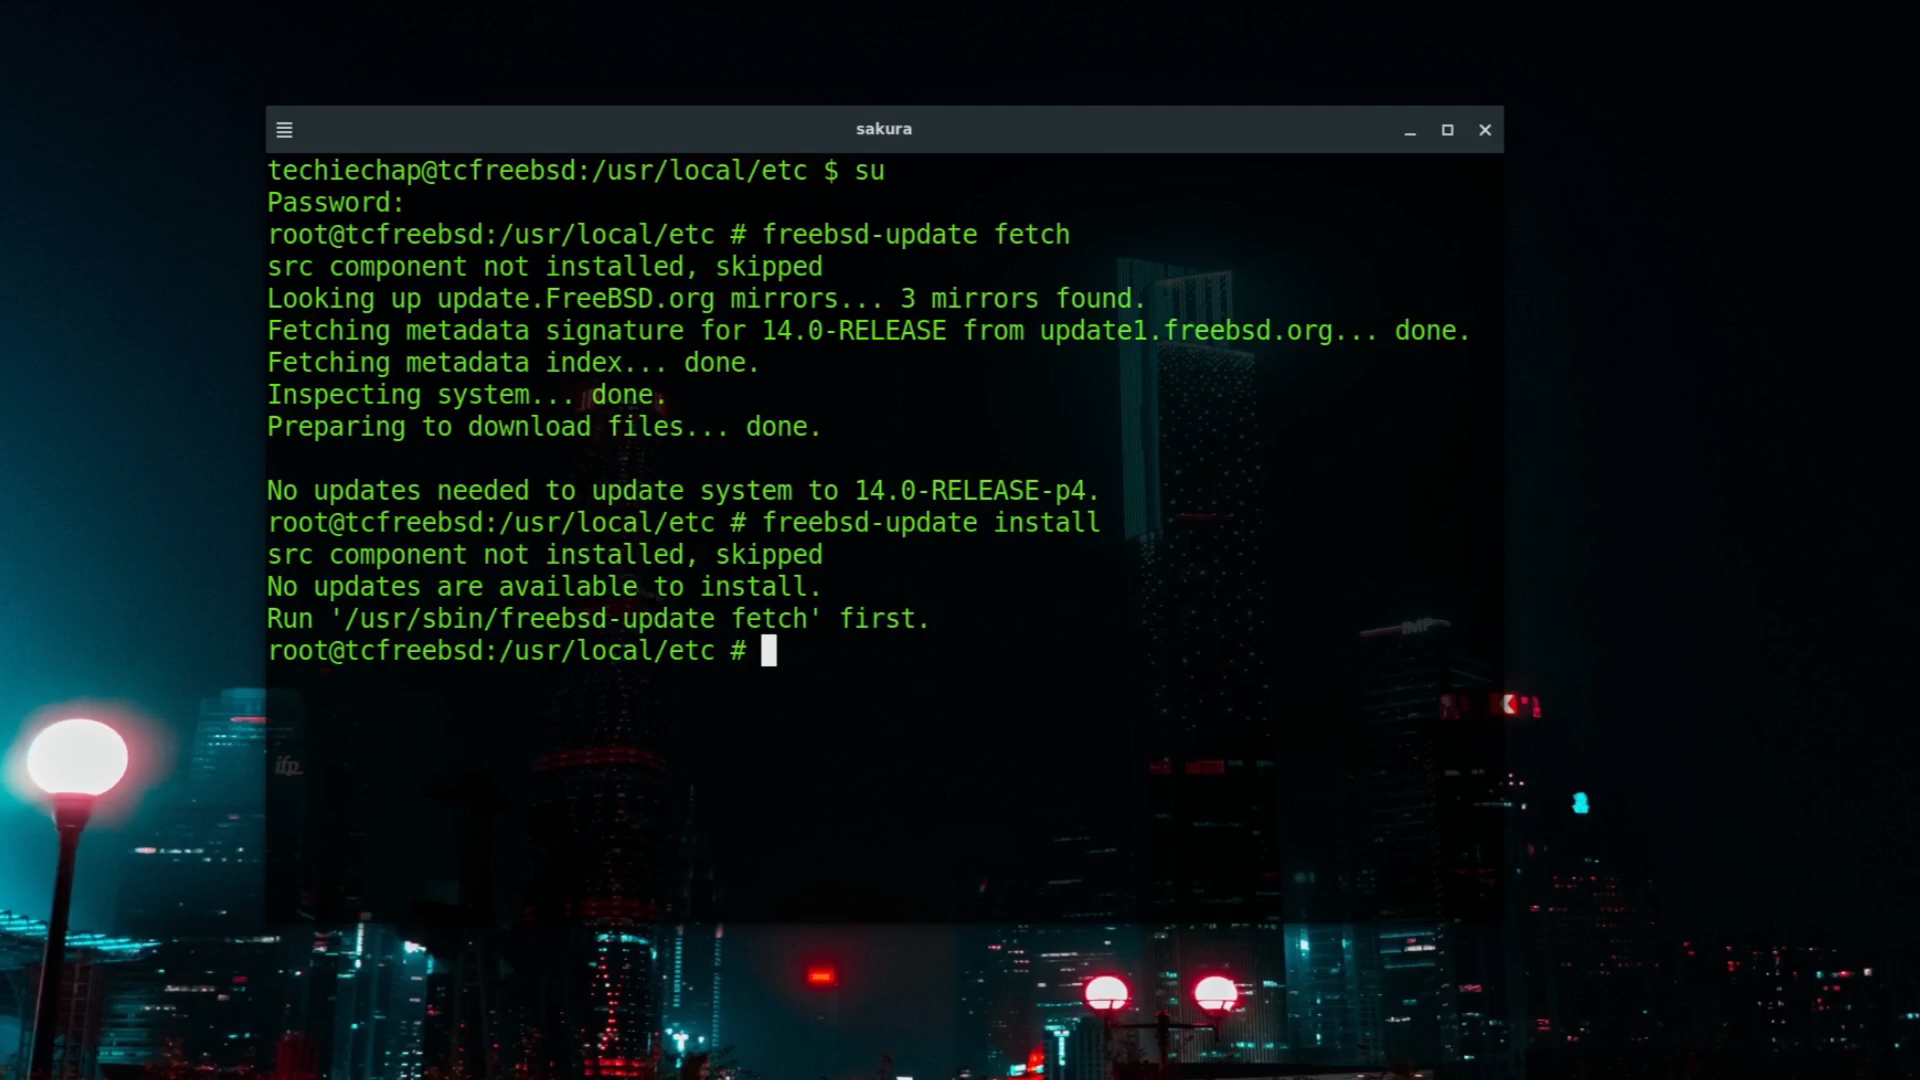 sakura
techiechap@tcfreebsd:/usr/local/etc $ su
Password:
root@tcfreebsd:/usr/local/etc # freebsd-update fetch
src component not installed, skipped
Looking up update.FreeBSD.org mirrors... 3 mirrors found.
Fetching metadata signature for 14.0-RELEASE from update1.freebsd.org... done.
Fetching metadata index... done.
Inspecting system... done.
Preparing to download files... done.
No updates needed to update system to 14.0-RELEASE-p4.
root@tcfreebsd:/usr/local/etc # freebsd-update install
src component not installed, skipped
No updates are available to install.
Run '/usr/sbin/freebsd-update fetch' first.
root@tcfreebsd:/usr/local/etc #
ifp